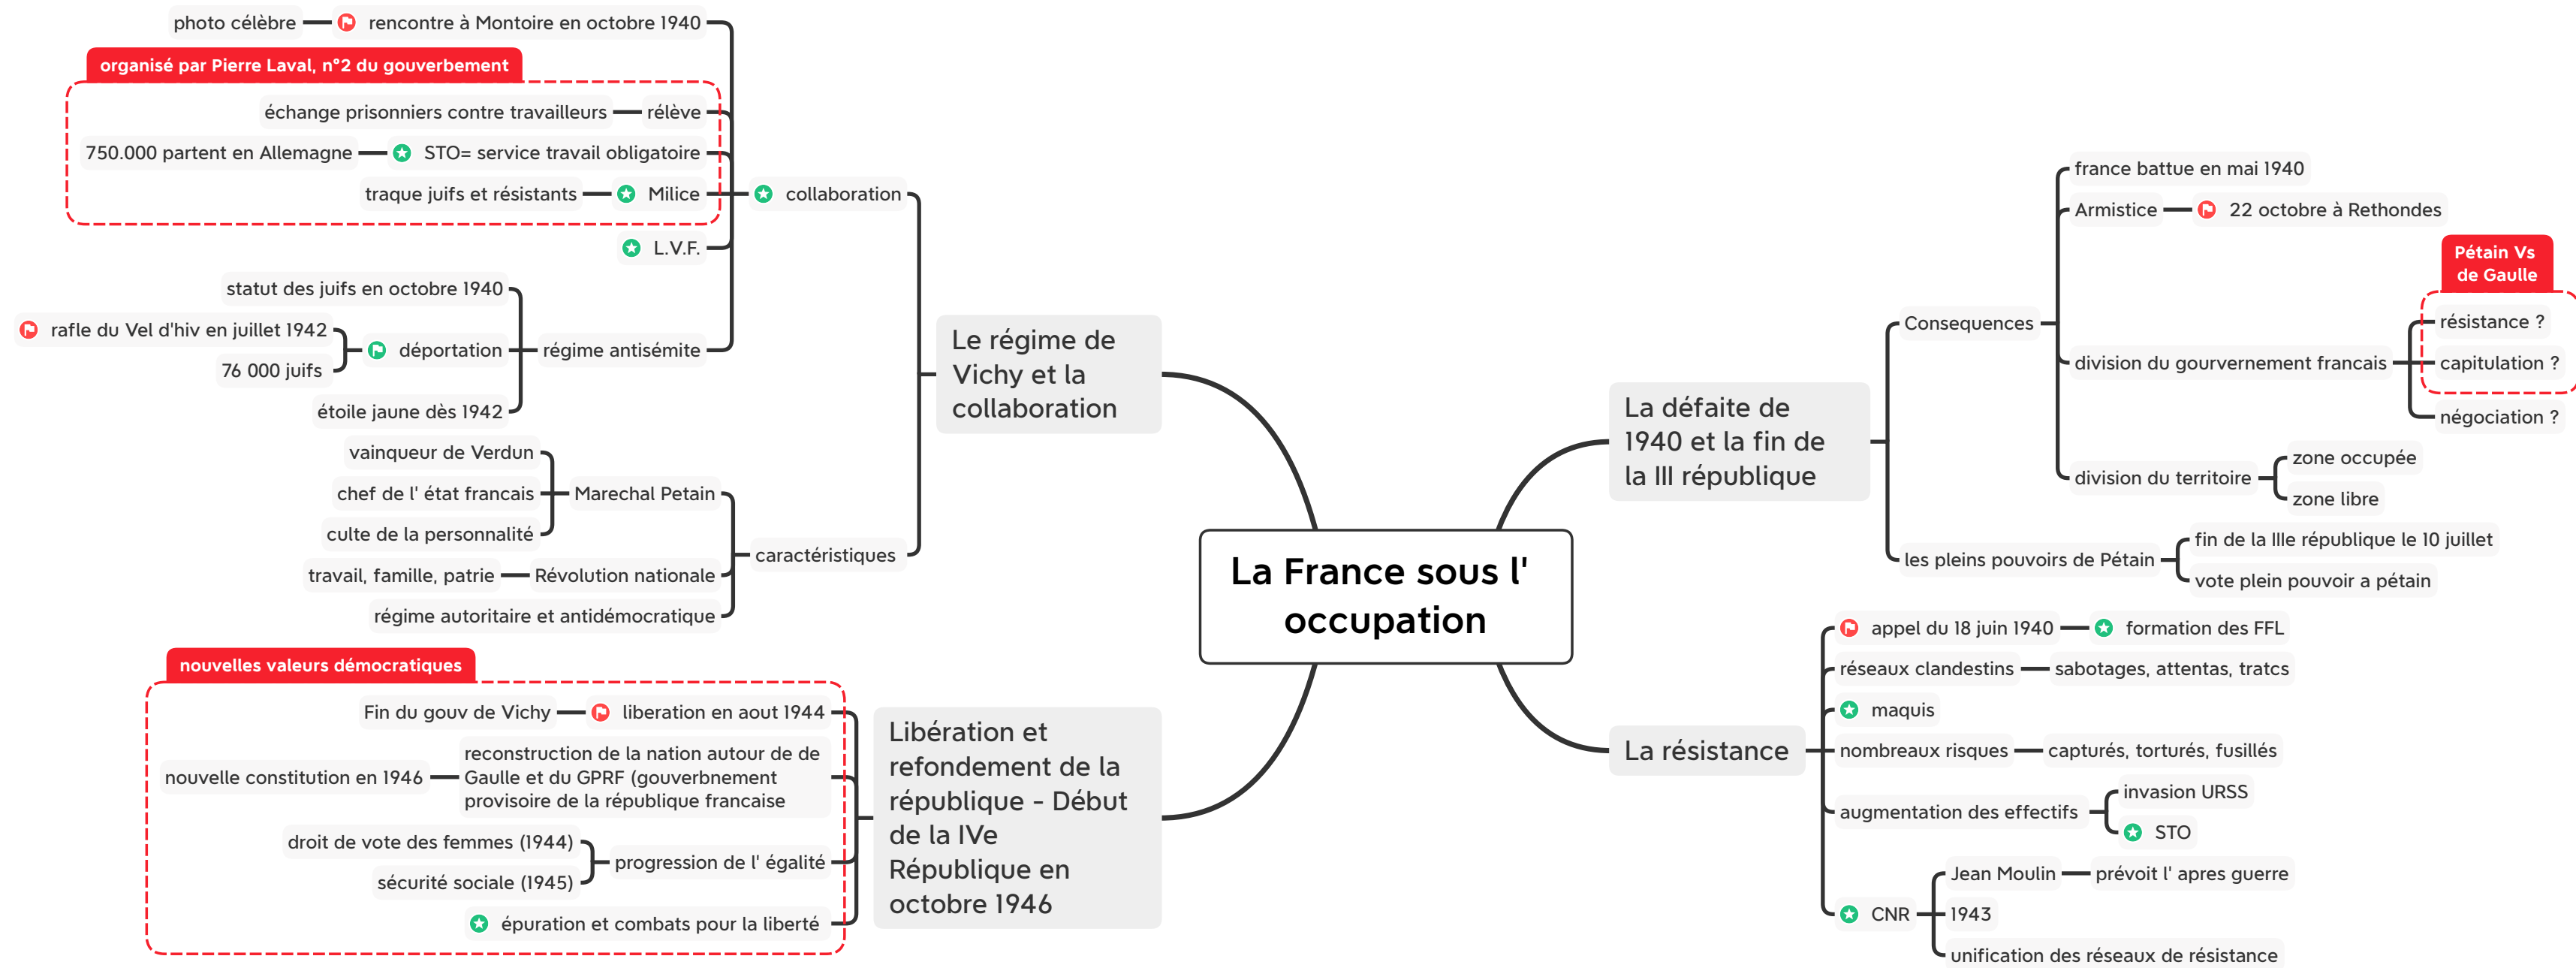 photo célèbre
rencontre à Montoire en octobre 1940
organisé par Pierre Laval, n°2 du gouverbement
échange prisonniers contre travailleurs
rélève
750.000 partent en Allemagne
STO= service travail obligatoire
traque juifs et résistants
Milice
collaboration
L.V.F.
statut des juifs en octobre 1940
rafle du Vel d'hiv en juillet 1942
déportation
régime antisémite
76 000 juifs
étoile jaune dès 1942
Le régime de
Vichy et la
collaboration
vainqueur de Verdun
chef de l' état francais
Marechal Petain
culte de la personnalité
caractéristiques
travail, famille, patrie
Révolution nationale
régime autoritaire et antidémocratique
nouvelles valeurs démocratiques
Fin du gouv de Vichy
liberation en aout 1944
nouvelle constitution en 1946
reconstruction de la nation autour de de
Gaulle et du GPRF (gouverbnement
provisoire de la république francaise
droit de vote des femmes (1944)
progression de l' égalité
sécurité sociale (1945)
épuration et combats pour la liberté
Libération et
refondement de la
république - Début
de la IVe
République en
octobre 1946
La France sous l'
occupation
La défaite de
1940 et la fin de
la III république
Consequences
france battue en mai 1940
Armistice
22 octobre à Rethondes
Pétain Vs
de Gaulle
division du gourvernement francais
résistance ?
capitulation ?
négociation ?
division du territoire
zone occupée
zone libre
les pleins pouvoirs de Pétain
fin de la IIIe république le 10 juillet
vote plein pouvoir a pétain
La résistance
appel du 18 juin 1940
formation des FFL
réseaux clandestins
sabotages, attentas, tratcs
maquis
nombreaux risques
capturés, torturés, fusillés
augmentation des effectifs
invasion URSS
STO
CNR
Jean Moulin
prévoit l' apres guerre
1943
unification des réseaux de résistance